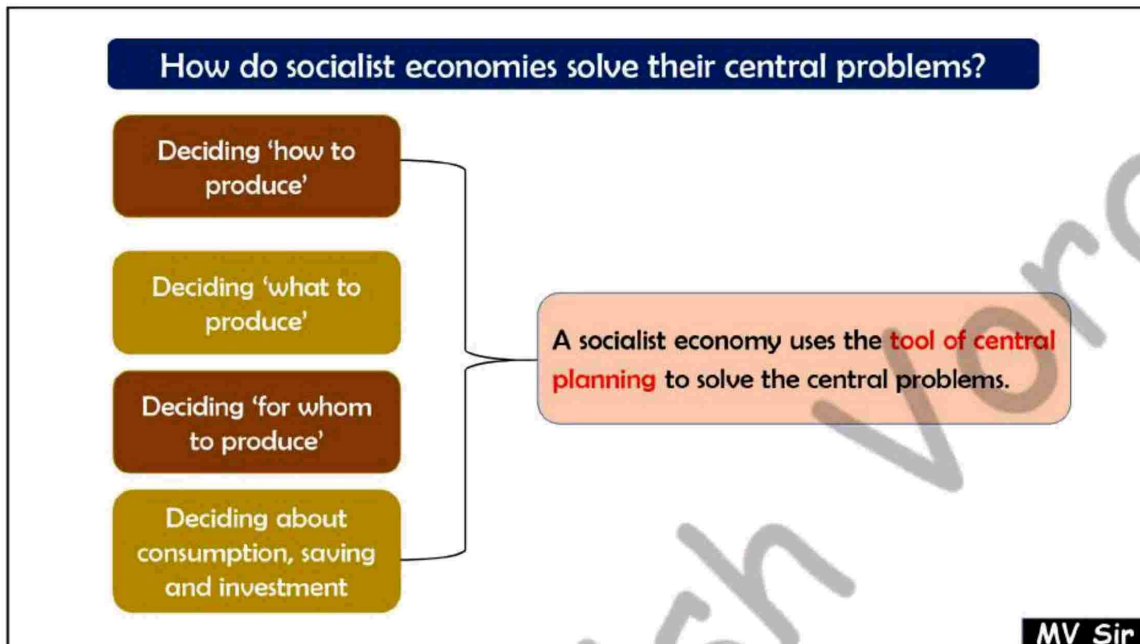 How do socialist economies solve their central problems?
Deciding ‘how to
produce’
Deciding ‘what to
produce’
Deciding ‘for whom
to produce’
Deciding about
consumption, saving
and investment
A socialist economy uses the tool of central
planning to solve the central problems.
MV Sir